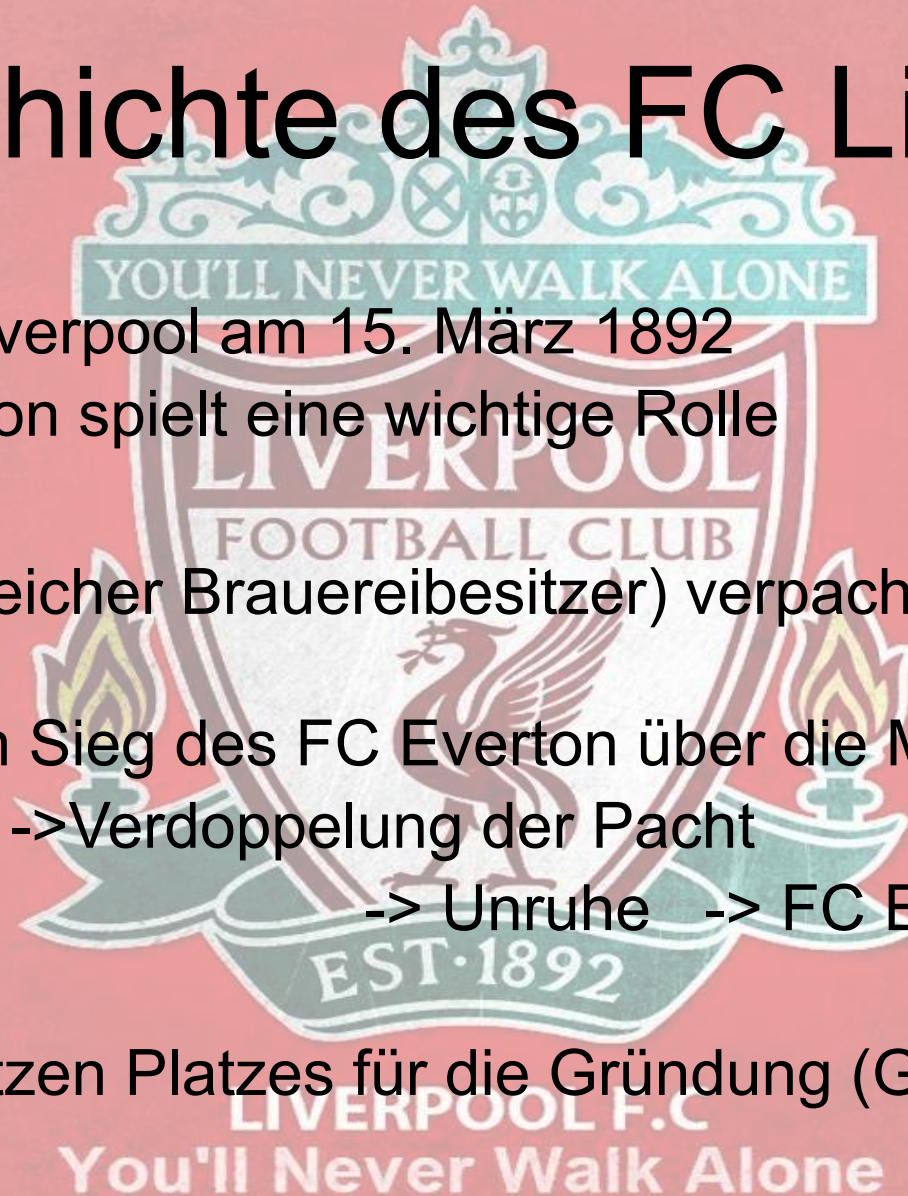 hichte des FC Li
YOU'LL NEVER WALK ALONE
verpool am 15. März 1892
on spielt eine wichtige Rolle
LIVERPOOL
FOOTBALL CLUB
eicher Brauereibesitzer) verpach
n Sieg des FC Everton über die M
->Verdoppelung der Pacht
-> Unruhe -> FC E
EST·1892
tzen Platzes für die Gründung (G
LIVERPOOL F.C
You'll Never Walk Alone